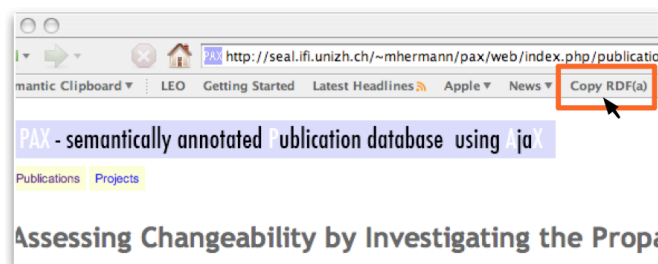 PAX http://seal.ifi.unizh.ch/~mhermann/pax/web/index.php/publicatio
mantic Clipboard LEO Getting Started Latest Headlines Apple News Copy RDF(a)
PAX - semantically annotated Publication database using AjaX
Publications Projects
Assessing Changeability by Investigating the Propa